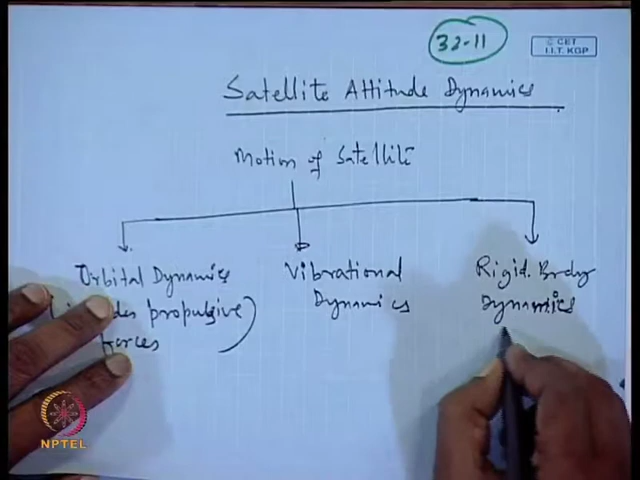 32-11
© CET
I.I.T. KGP
Satellite Attitude Dynamics
Motion of Satellite
Orbital Dynamics
propulsive)
forces
Vibrational
Dynamics
Rigid Body
Dynamics
NPTEL